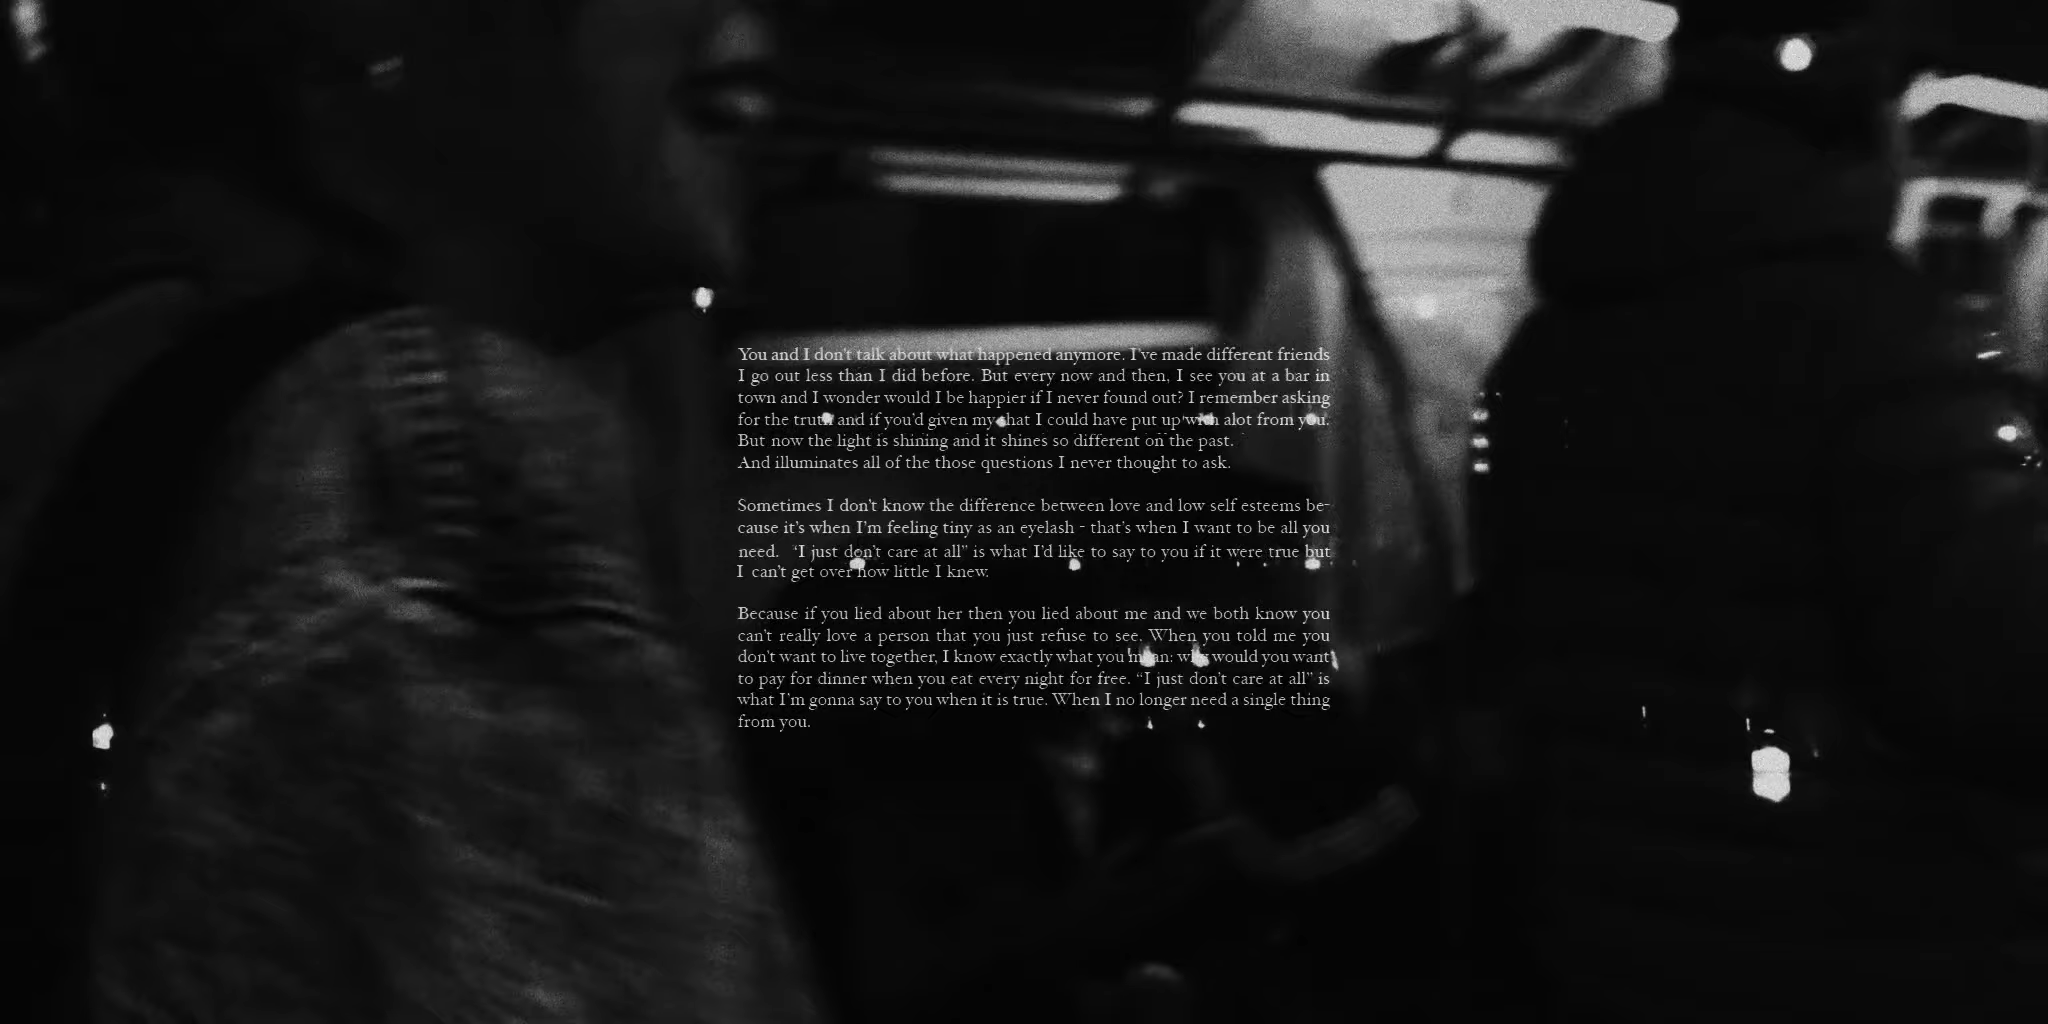 You and I don't talk about what happened anymore. I've made different friends
I go out less than I did before. But every now and then, I see you at a bar in
town and I wonder would I be happier if I never found out? I remember asking
for the truth and if you'd given my that I could have put up with alot from you.
But now the light is shining and it shines so different on the past.
And illuminates all of the those questions I never thought to ask.
Sometimes I don't know the difference between love and low self esteems be-
cause it's when I'm feeling tiny as an eyelash - that's when I want to be all you
need. "I just don't care at all" is what I'd like to say to you if it were true but
I can't get over how little I knew.
Because if you lied about her then you lied about me and we both know you
can't really love a person that you just refuse to see. When you told me you
don't want to live together, I know exactly what you mean: why would you want
to pay for dinner when you eat every night for free. "I just don't care at all" is
what I'm gonna say to you when it is true. When I no longer need a single thing
from you.